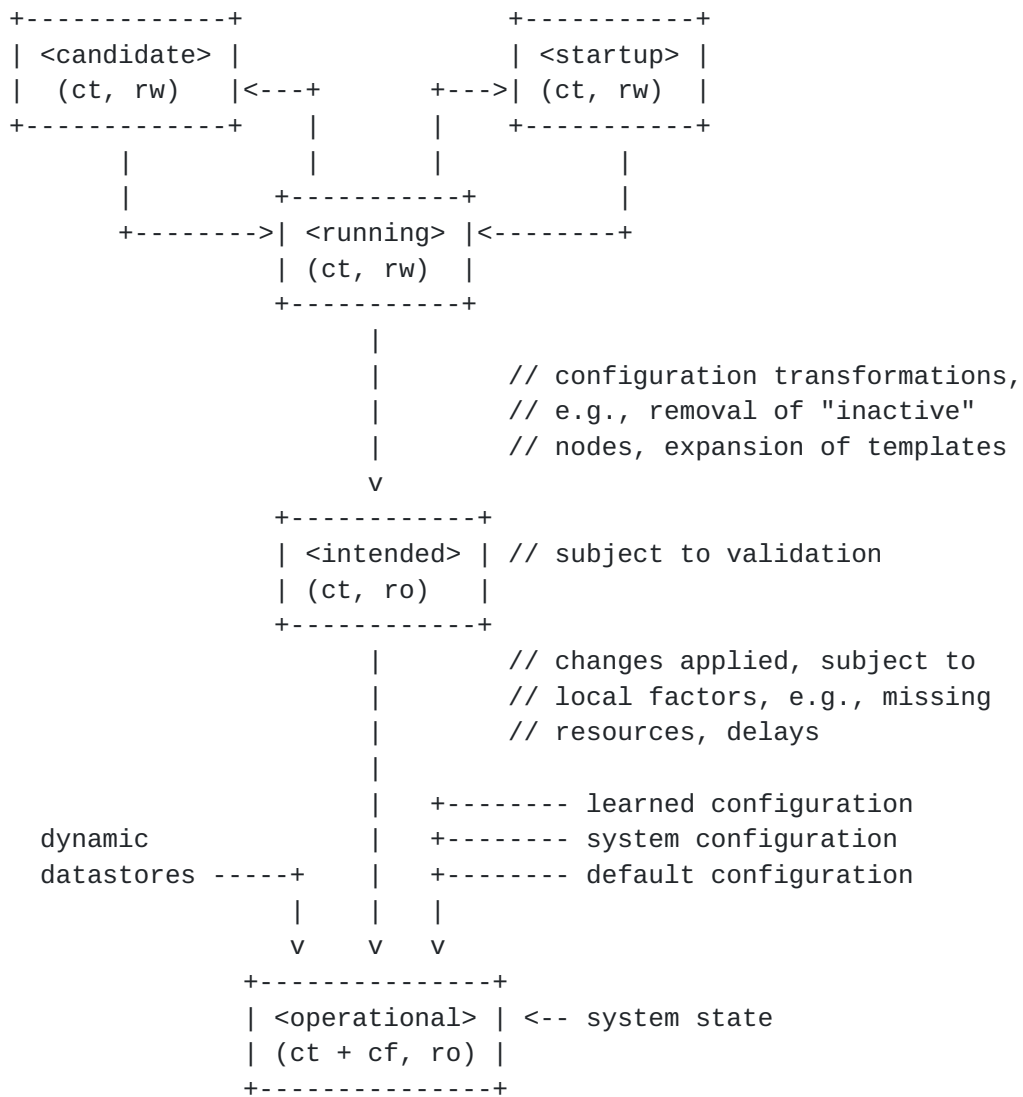 +-------------+                 +-----------+
| <candidate> |                 | <startup> |
|  (ct, rw)   |<---+       +--->| (ct, rw)  |
+-------------+    |       |    +-----------+
       |           |       |           |
       |         +-----------+         |
       +-------->| <running> |<--------+
                 | (ct, rw)  |
                 +-----------+
                       |
                       |        // configuration transformations,
                       |        // e.g., removal of "inactive"
                       |        // nodes, expansion of templates
                       v
                 +------------+
                 | <intended> | // subject to validation
                 | (ct, ro)   |
                 +------------+
                       |        // changes applied, subject to
                       |        // local factors, e.g., missing
                       |        // resources, delays
                       |
                       |   +-------- learned configuration
  dynamic              |   +-------- system configuration
  datastores -----+    |   +-------- default configuration
                  |    |   |
                  v    v   v
               +---------------+
               | <operational> | <-- system state
               | (ct + cf, ro) |
               +---------------+